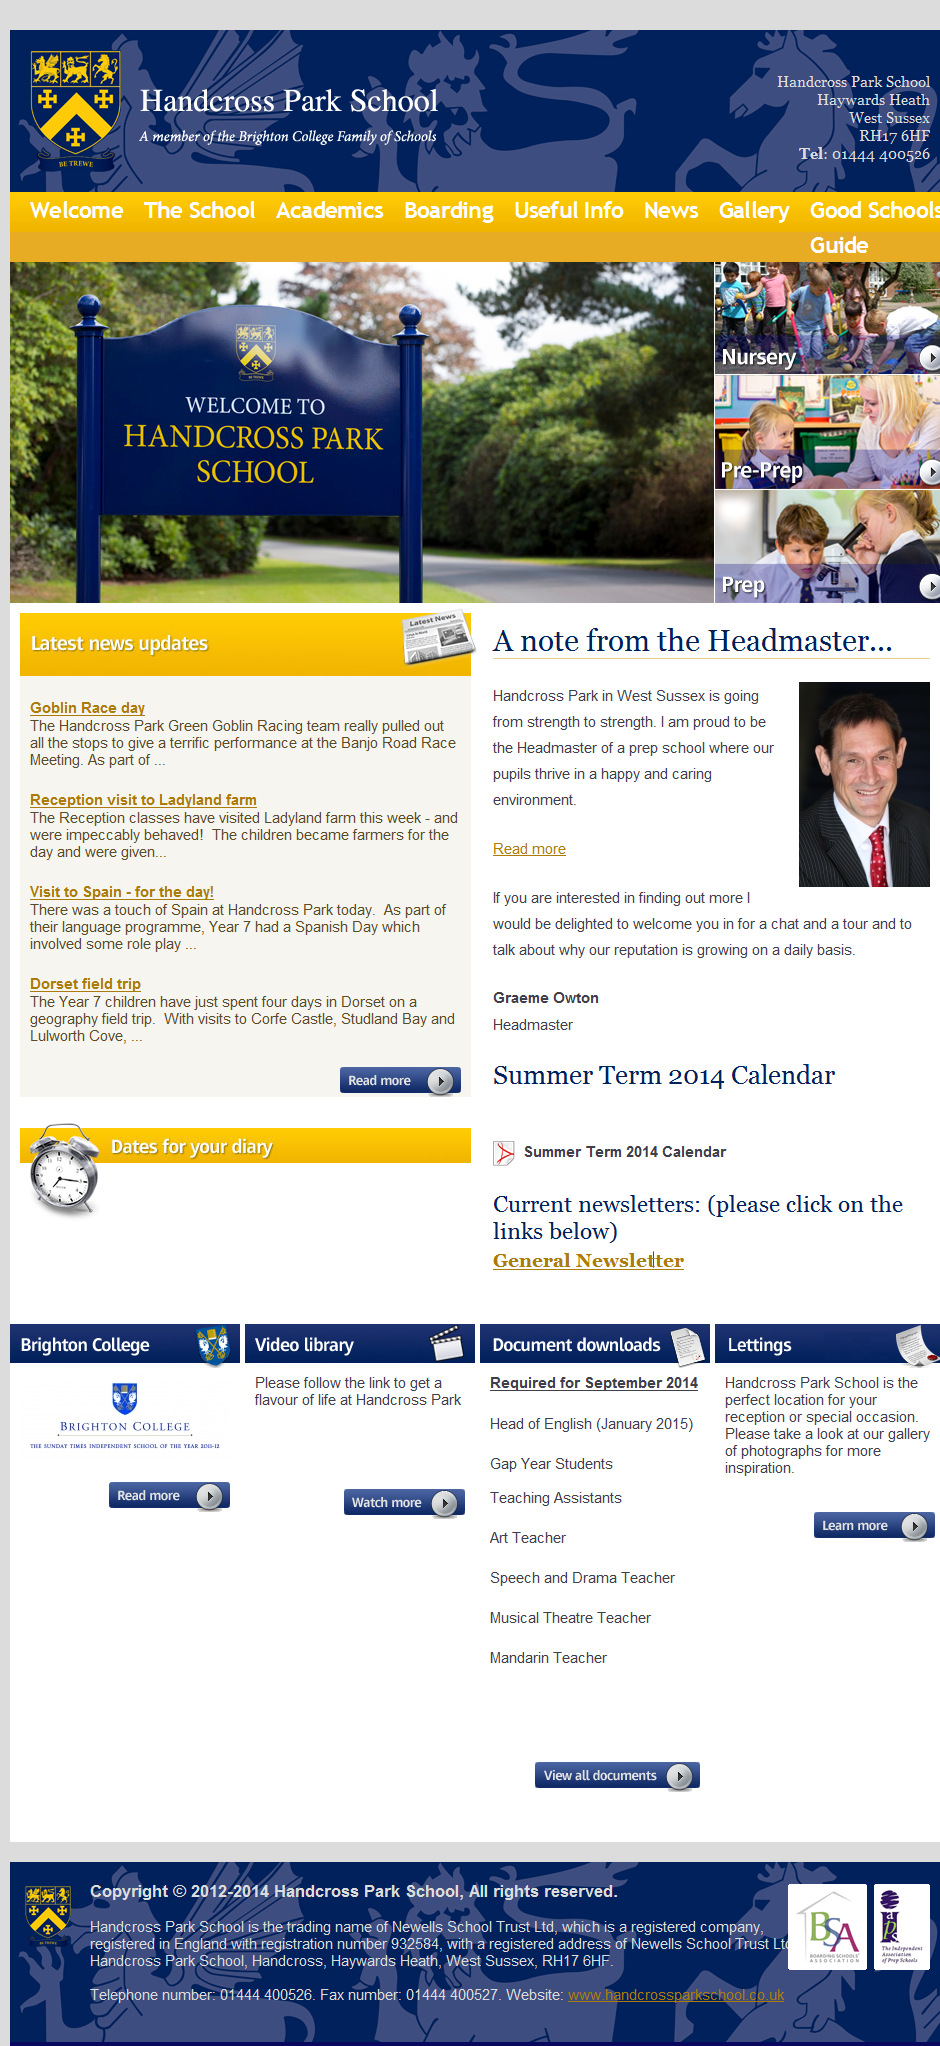 BE TREWE
Handcross Park School
A member of the Brighton College Family of Schools
Handcross Park School
Haywards Heath
West Sussex
RH17 6HF
Tel: 01444 400526
Welcome The School Academics Boarding Useful Info News Gallery Good Schools
Guide
WELCOME TO
HANDCROSS PARK
SCHOOL
Nursery
Pre-Prep
Prep
Latest news updates
Latest News
Goblin Race day
The Handcross Park Green Goblin Racing team really pulled out
all the stops to give a terrific performance at the Banjo Road Race
Meeting. As part of ...
Reception visit to Ladyland farm
The Reception classes have visited Ladyland farm this week - and
were impeccably behaved!  The children became farmers for the
day and were given...
Visit to Spain - for the day!
There was a touch of Spain at Handcross Park today.  As part of
their language programme, Year 7 had a Spanish Day which
involved some role play ...
Dorset field trip
The Year 7 children have just spent four days in Dorset on a
geography field trip.  With visits to Corfe Castle, Studland Bay and
Lulworth Cove, ...
Read more
Dates for your diary
A note from the Headmaster...
Handcross Park in West Sussex is going
from strength to strength. I am proud to be
the Headmaster of a prep school where our
pupils thrive in a happy and caring
environment.
Read more
If you are interested in finding out more I
would be delighted to welcome you in for a chat and a tour and to
talk about why our reputation is growing on a daily basis.
Graeme Owton
Headmaster
Summer Term 2014 Calendar
Summer Term 2014 Calendar
Current newsletters: (please click on the
links below)
General Newsletter
Brighton College
BRIGHTON COLLEGE
THE SUNDAY TIMES INDEPENDENT SCHOOL OF THE YEAR 2011-12
Read more
Video library
Please follow the link to get a
flavour of life at Handcross Park
Watch more
Document downloads
Required for September 2014
Head of English (January 2015)
Gap Year Students
Teaching Assistants
Art Teacher
Speech and Drama Teacher
Musical Theatre Teacher
Mandarin Teacher
View all documents
Lettings
Handcross Park School is the
perfect location for your
reception or special occasion.
Please take a look at our gallery
of photographs for more
inspiration.
Learn more
Copyright © 2012-2014 Handcross Park School, All rights reserved.
Handcross Park School is the trading name of Newells School Trust Ltd, which is a registered company,
registered in England with registration number 932584, with a registered address of Newells School Trust Ltd
Handcross Park School, Handcross, Haywards Heath, West Sussex, RH17 6HF.
Telephone number: 01444 400526. Fax number: 01444 400527. Website: www.handcrossparkschool.co.uk
BSA
BOARDING SCHOOLS'
ASSOCIATION
iaps
The Independent
Association
of Prep Schools